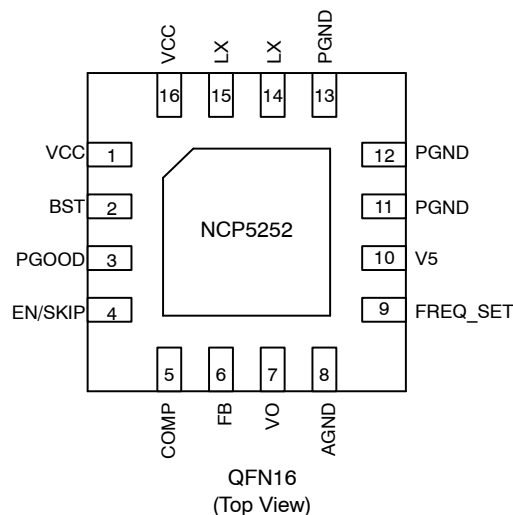 VCC
LX
LX
PGND
16
15
14
13
VCC
1
12
PGND
BST
2
11
PGND
NCP5252
PGOOD
3
10
V5
EN/SKIP
4
9
FREQ_SET
5
6
7
8
COMP
FB
VO
AGND
QFN16
(Top View)